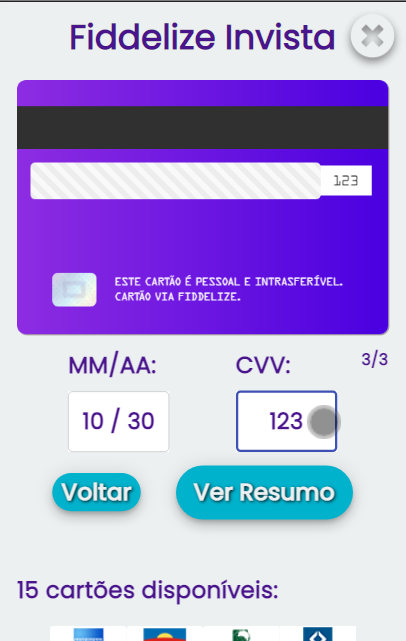 Fiddelize Invista
123
ESTE CARTÃO É PESSOAL E INTRASFERÍVEL.
CARTÃO VIA FIDDELIZE.
MM/AA:
CVV:
3/3
10 / 30
123
Voltar
Ver Resumo
15 cartões disponíveis: